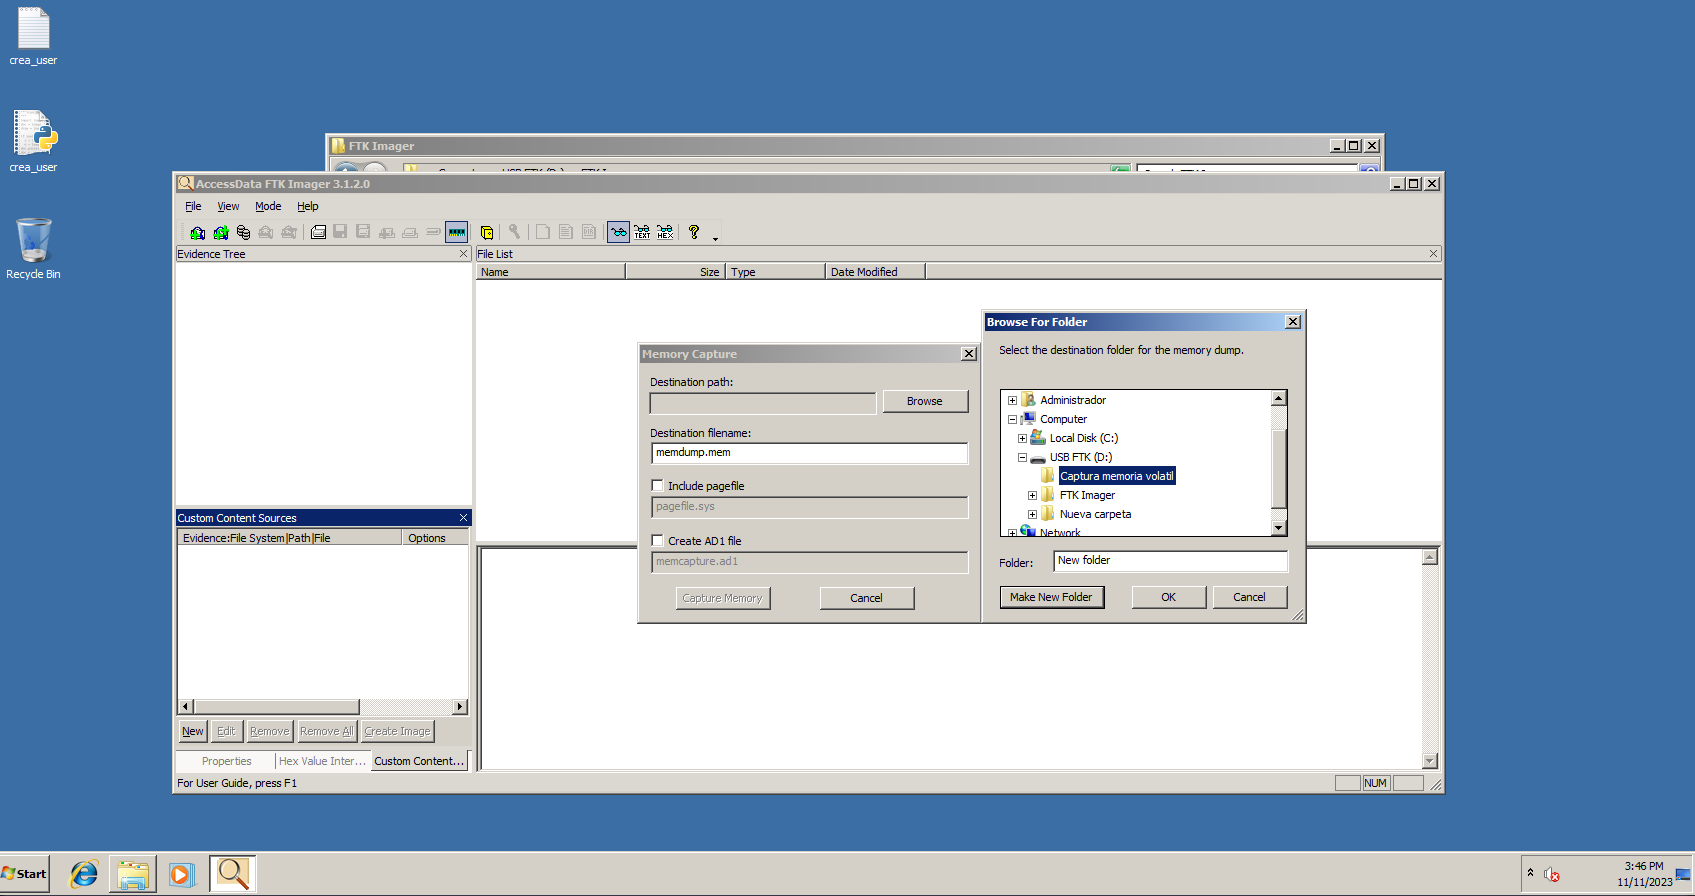 crea_user
crea_user
Recycle Bin
FTK Imager
AccessData FTK Imager 3.1.2.0
File View Mode Help
TEXT HEX
Evidence Tree
File List
Name Size Type Date Modified
Custom Content Sources
Evidence:File System|Path|File Options
New Edit Remove Remove All Create Image
Properties Hex Value Inter... Custom Content...
For User Guide, press F1
NUM
Memory Capture
Destination path:
Browse
Destination filename:
memdump.mem
Include pagefile
pagefile.sys
Create AD1 file
memcapture.ad1
Capture Memory Cancel
Browse For Folder
Select the destination folder for the memory dump.
Administrador
Computer
Local Disk (C:)
USB FTK (D:)
Captura memoria volatil
FTK Imager
Nueva carpeta
Network
Folder: New folder
Make New Folder OK Cancel
Start
3:46 PM
11/11/2023